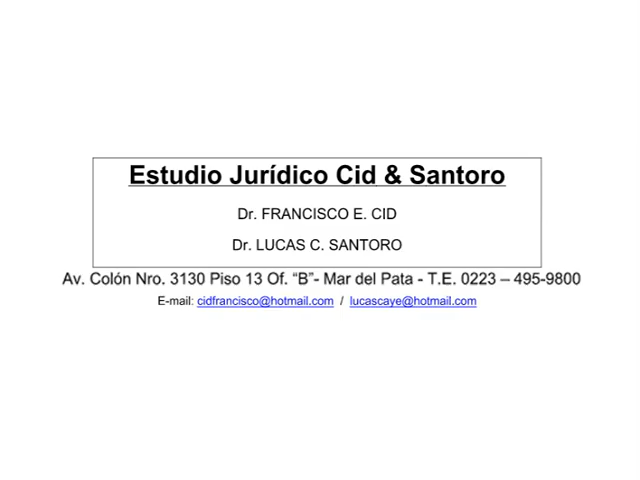 Estudio Jurídico Cid & Santoro
Dr. FRANCISCO E. CID
Dr. LUCAS C. SANTORO
Av. Colón Nro. 3130 Piso 13 Of. “B”- Mar del Pata - T.E. 0223 – 495-9800
E-mail: cidfrancisco@hotmail.com / lucascaye@hotmail.com